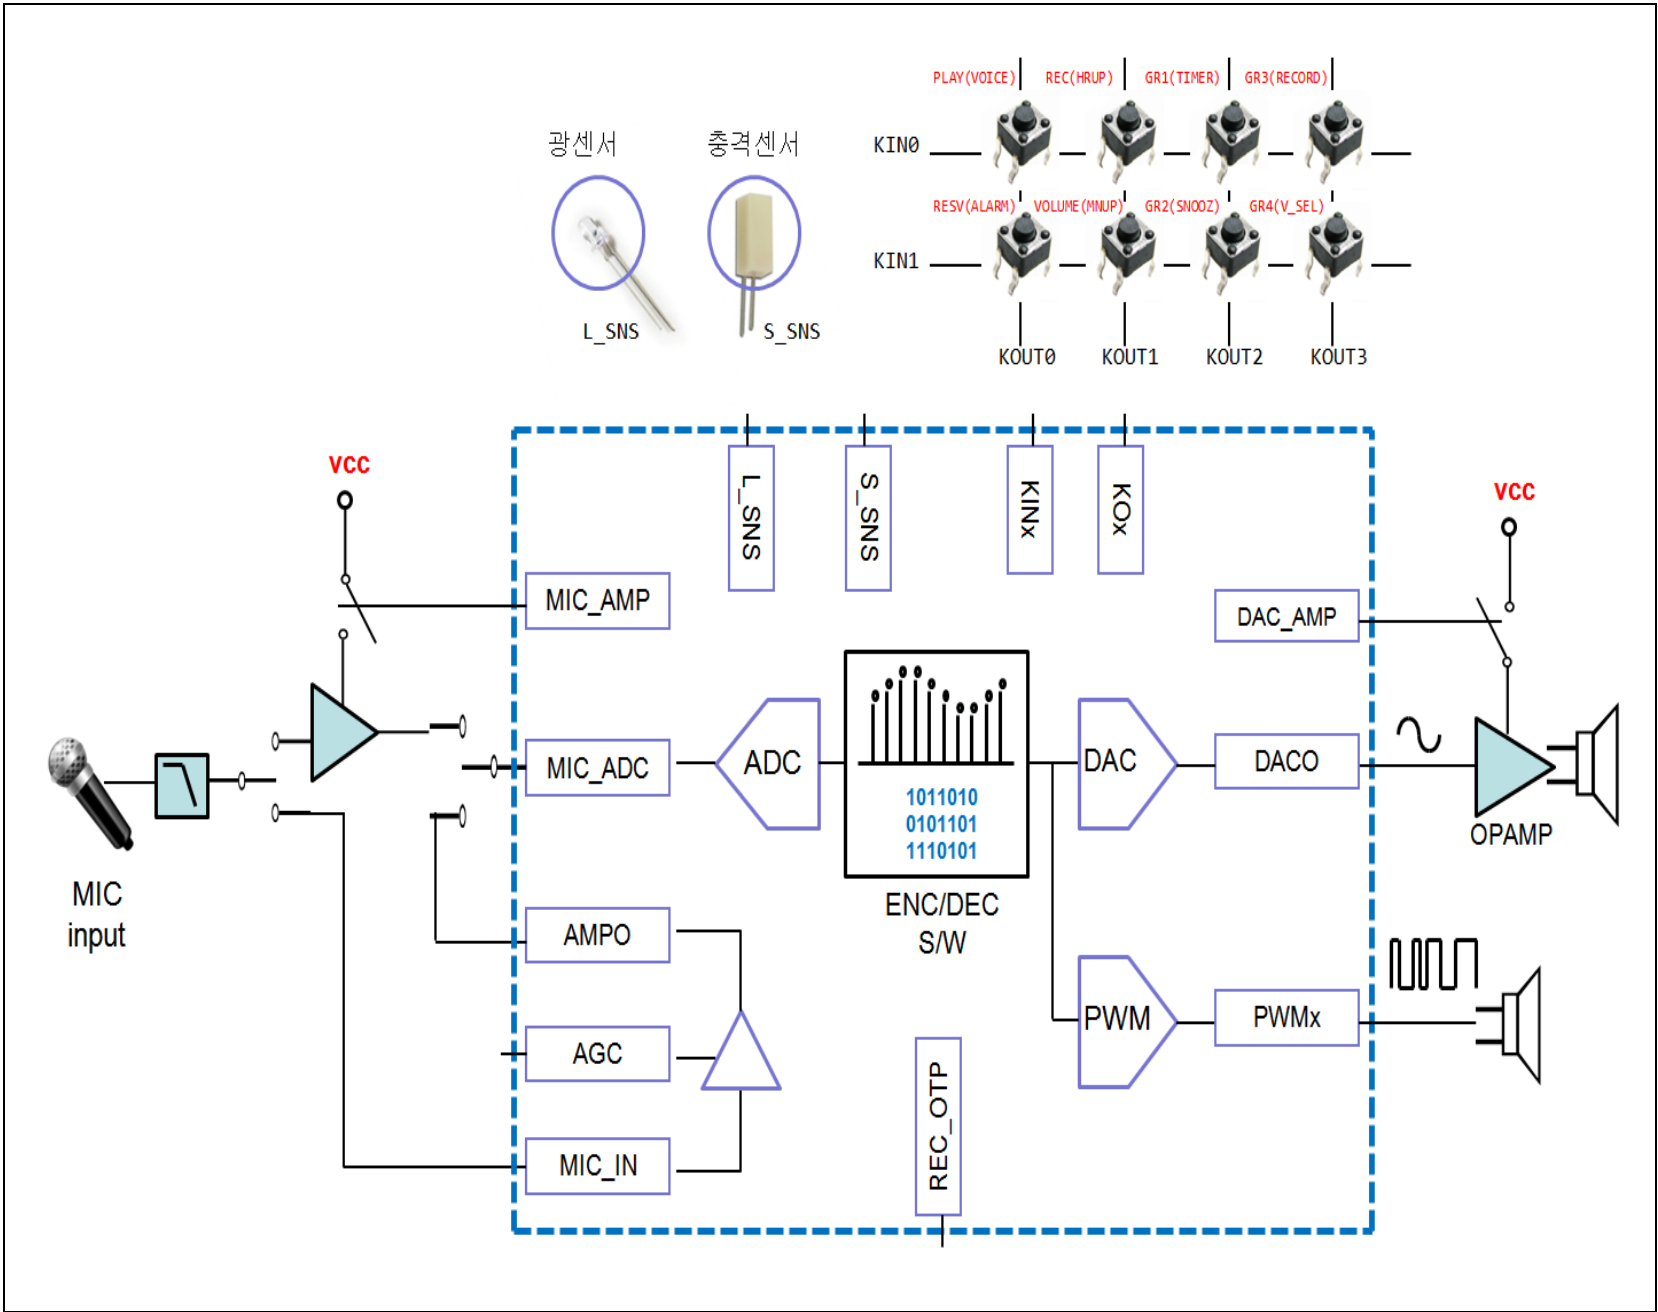 PLAY(VOICE) REC(HRUP) GR1(TIMER) GR3(RECORD)
광센서 충격센서
KIN0
RESV(ALARM) VOLUME(MNUP) GR2(SNOOZ) GR4(V_SEL)
KIN1
L_SNS S_SNS
KOUT0 KOUT1 KOUT2 KOUT3
VCC
L_SNS
S_SNS
KINx
KOx
VCC
MIC_AMP
DAC_AMP
MIC_ADC
ADC
1011010
0101101
1110101
DAC
DACO
OPAMP
MIC
input
ENC/DEC
S/W
AMPO
AGC
MIC_IN
PWM
PWMx
REC_OTP